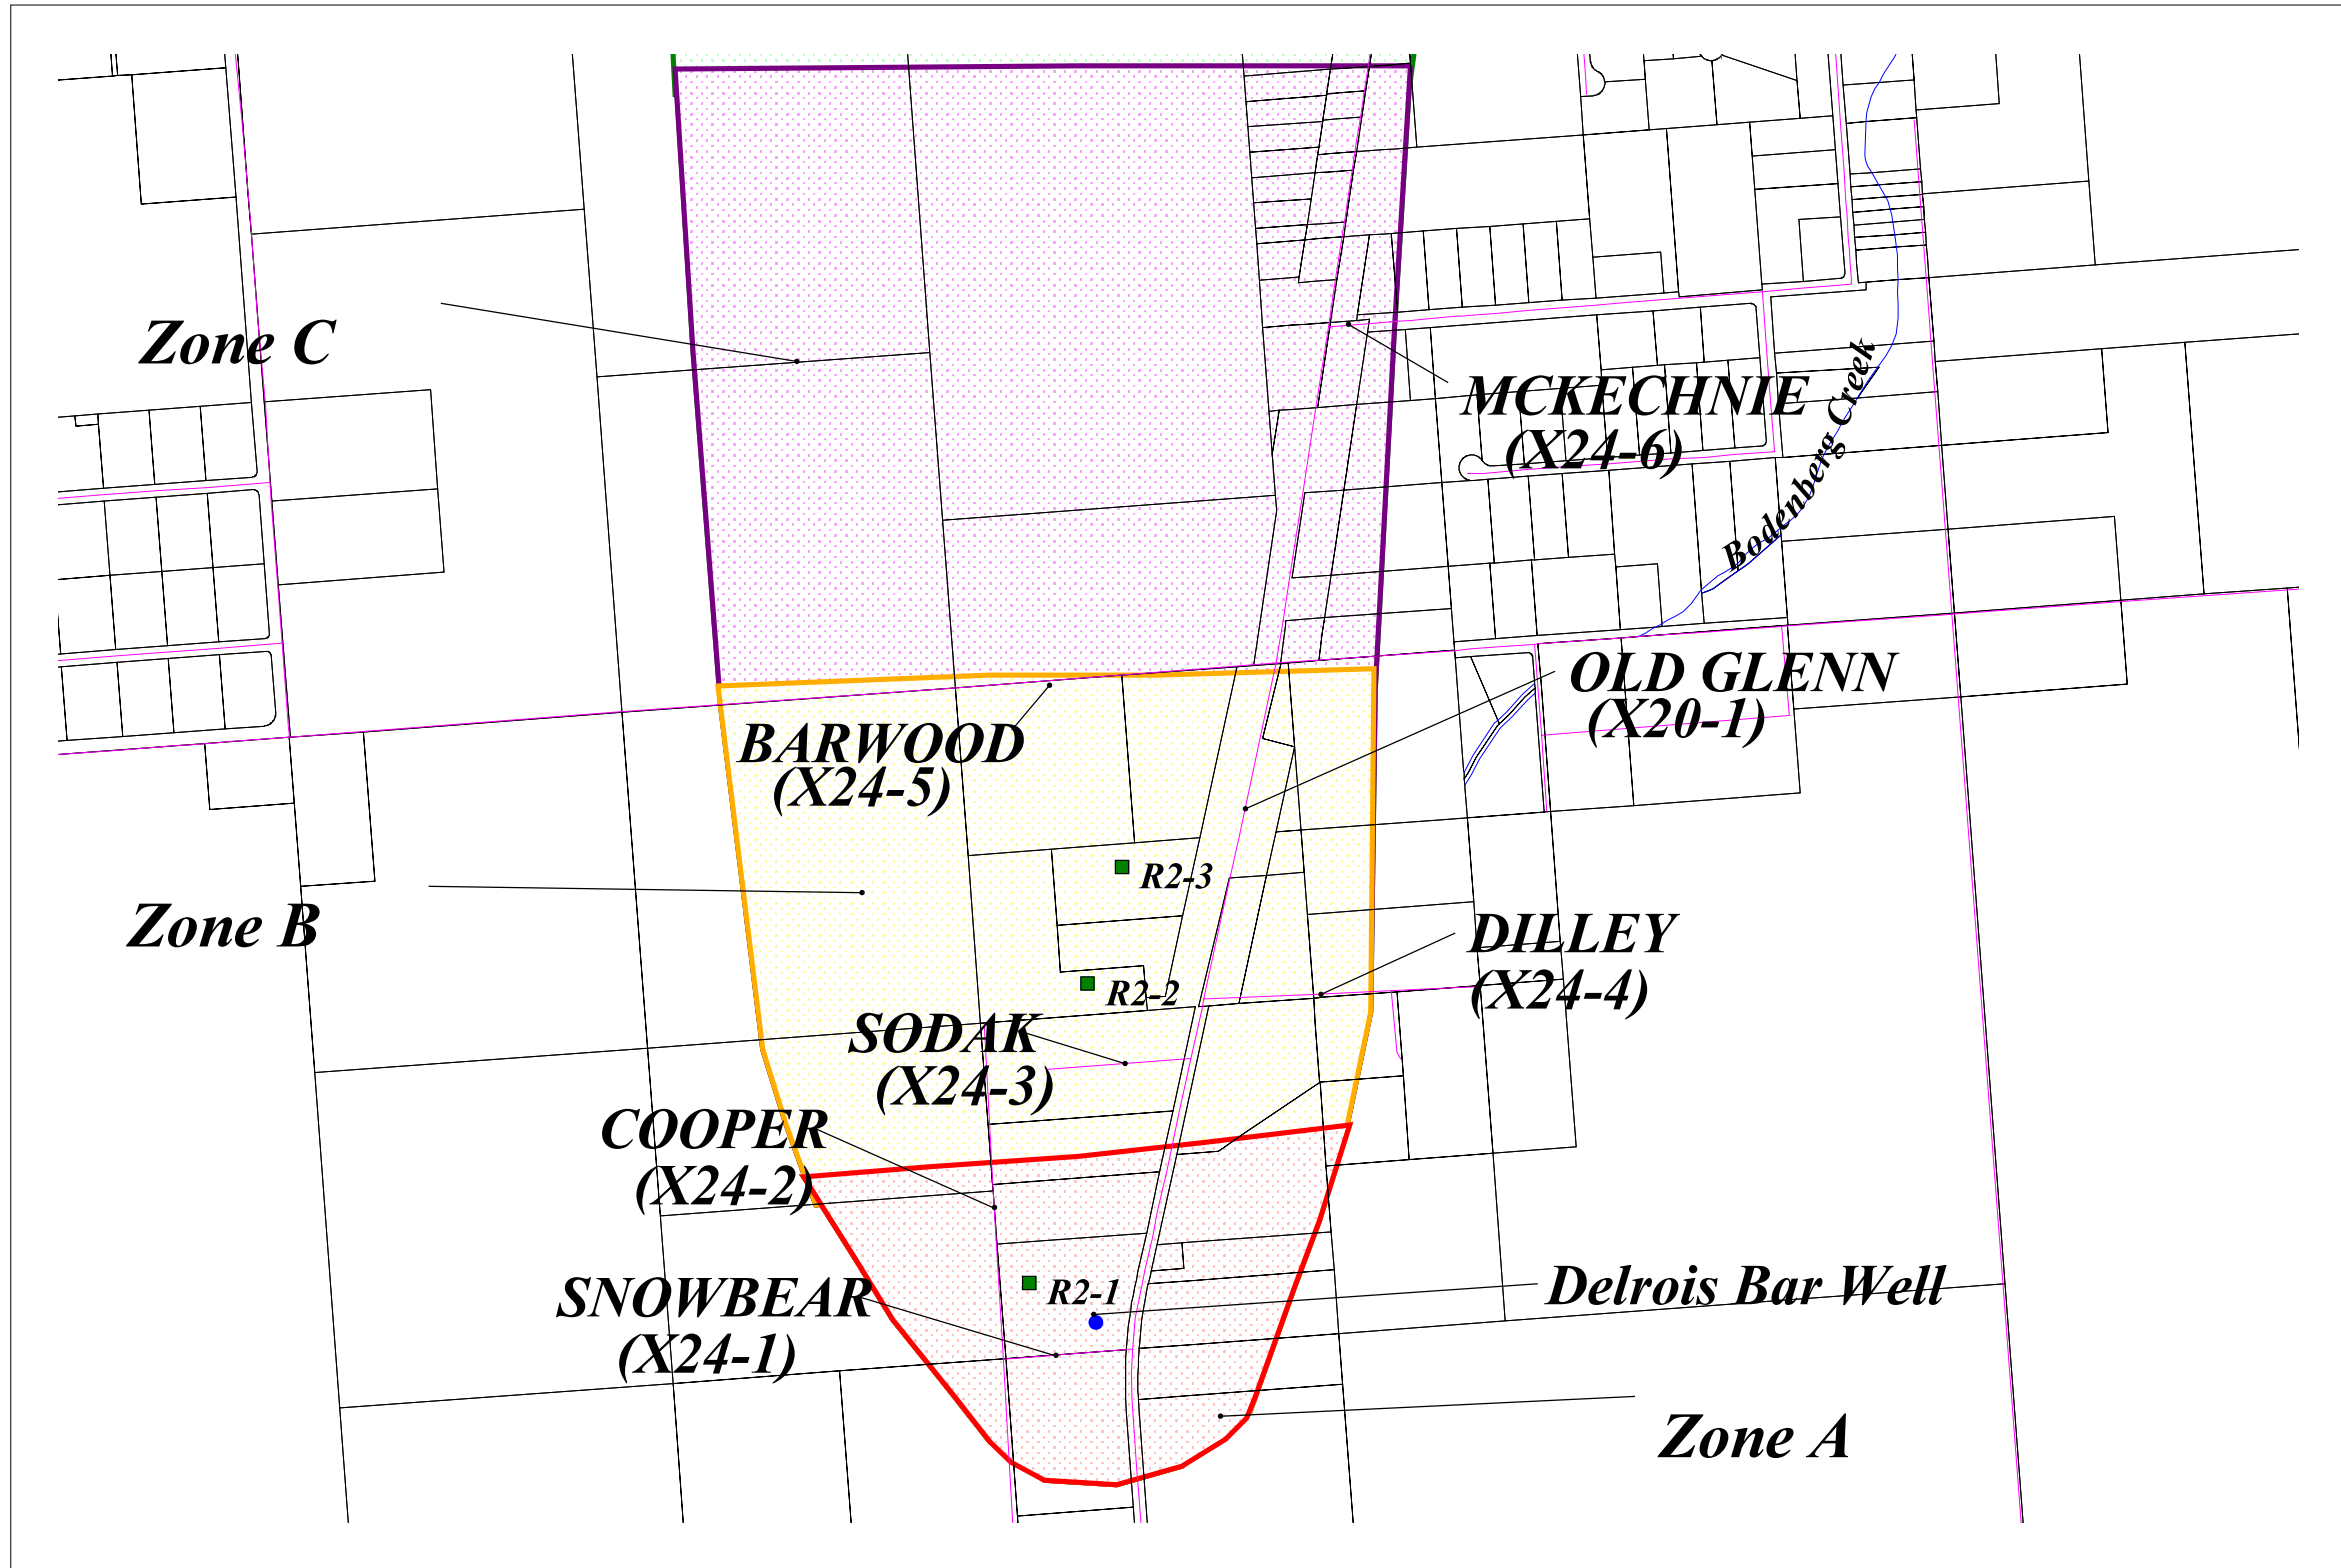 Zone C
MCKECHNIE
(X24-6)
Bodenberg Creek
OLD GLENN
(X20-1)
BARWOOD
(X24-5)
R2-3
Zone B
DILLEY
(X24-4)
R2-2
SODAK
(X24-3)
COOPER
(X24-2)
SNOWBEAR
(X24-1)
R2-1
Delrois Bar Well
Zone A